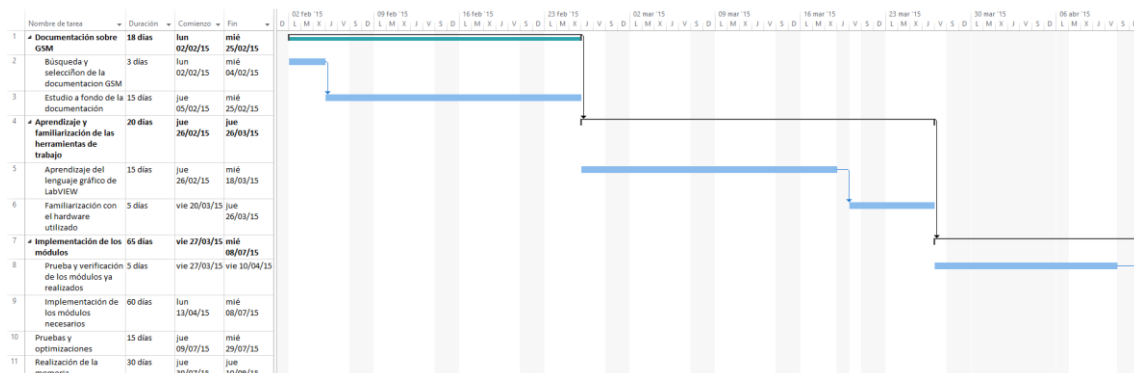 02 feb '15 09 feb '15 16 feb '15 23 feb '15 02 mar '15 09 mar '15 16 mar '15 23 mar '15 30 mar '15 06 abr '15
Nombre de tarea Duración Comienzo Fin D L M X J V S D L M X J V S D L M X J V S D L M X J V S D L M X J V S D L M X J V S D L M X J V S D L M X J V S D L M X J V S D L M X J V S D
1 Documentación sobre 18 días lun mié
GSM 02/02/15 25/02/15
2 Búsqueda y 3 días lun mié
selecciñon de la 02/02/15 04/02/15
documentacion GSM
3 Estudio a fondo de la 15 días jue mié
documentación 05/02/15 25/02/15
4 Aprendizaje y 20 días jue jue
familiarización de las 26/02/15 26/03/15
herramientas de
trabajo
5 Aprendizaje del 15 días jue mié
lenguaje gráfico de 26/02/15 18/03/15
LabVIEW
6 Familiarización con 5 días vie 20/03/15 jue
el hardware 26/03/15
utilizado
7 Implementación de los 65 días vie 27/03/15 mié
módulos 08/07/15
8 Prueba y verificación 5 días vie 27/03/15 vie 10/04/15
de los módulos ya
realizados
9 Implementación de 60 días lun mié
los módulos 13/04/15 08/07/15
necesarios
10 Pruebas y 15 días jue mié
optimizaciones 09/07/15 29/07/15
11 Realización de la 30 días jue jue